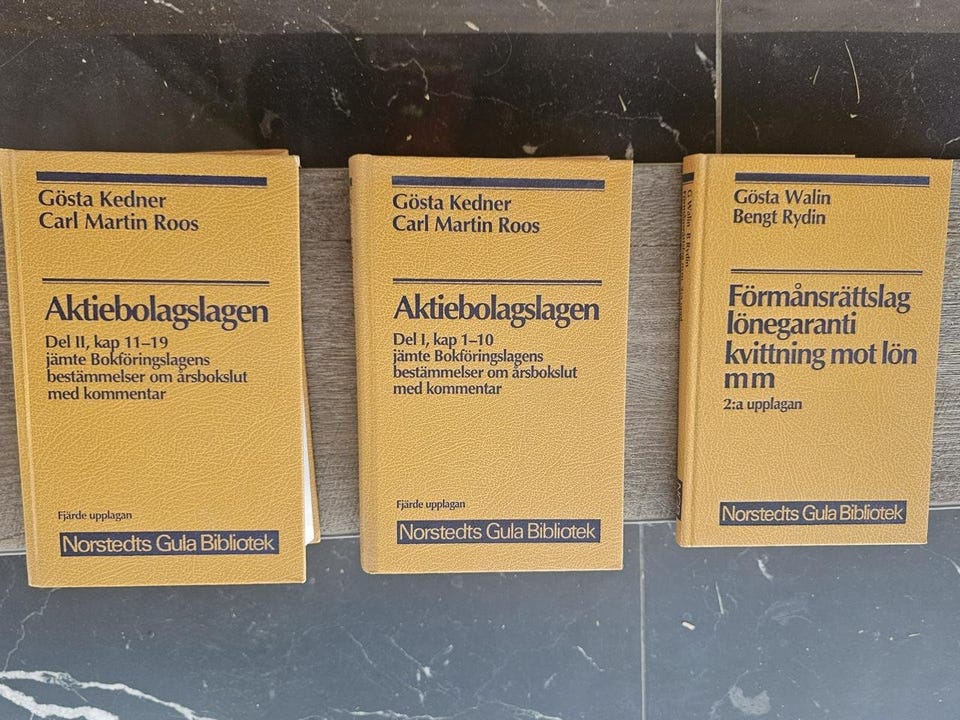 Gösta Kedner
Carl Martin Roos
Aktiebolagslagen
Del II, kap 11–19
jämte Bokföringslagens
bestämmelser om årsbokslut
med kommentar
Fjärde upplagan
Norstedts Gula Bibliotek
Gösta Kedner
Carl Martin Roos
Aktiebolagslagen
Del I, kap 1–10
jämte Bokföringslagens
bestämmelser om årsbokslut
med kommentar
Fjärde upplagan
Norstedts Gula Bibliotek
Gösta Walin
Bengt Rydin
Förmånsrättslag
lönegaranti
kvittning mot lön
m m
2:a upplagan
Norstedts Gula Bibliotek
G Walin B Rydin